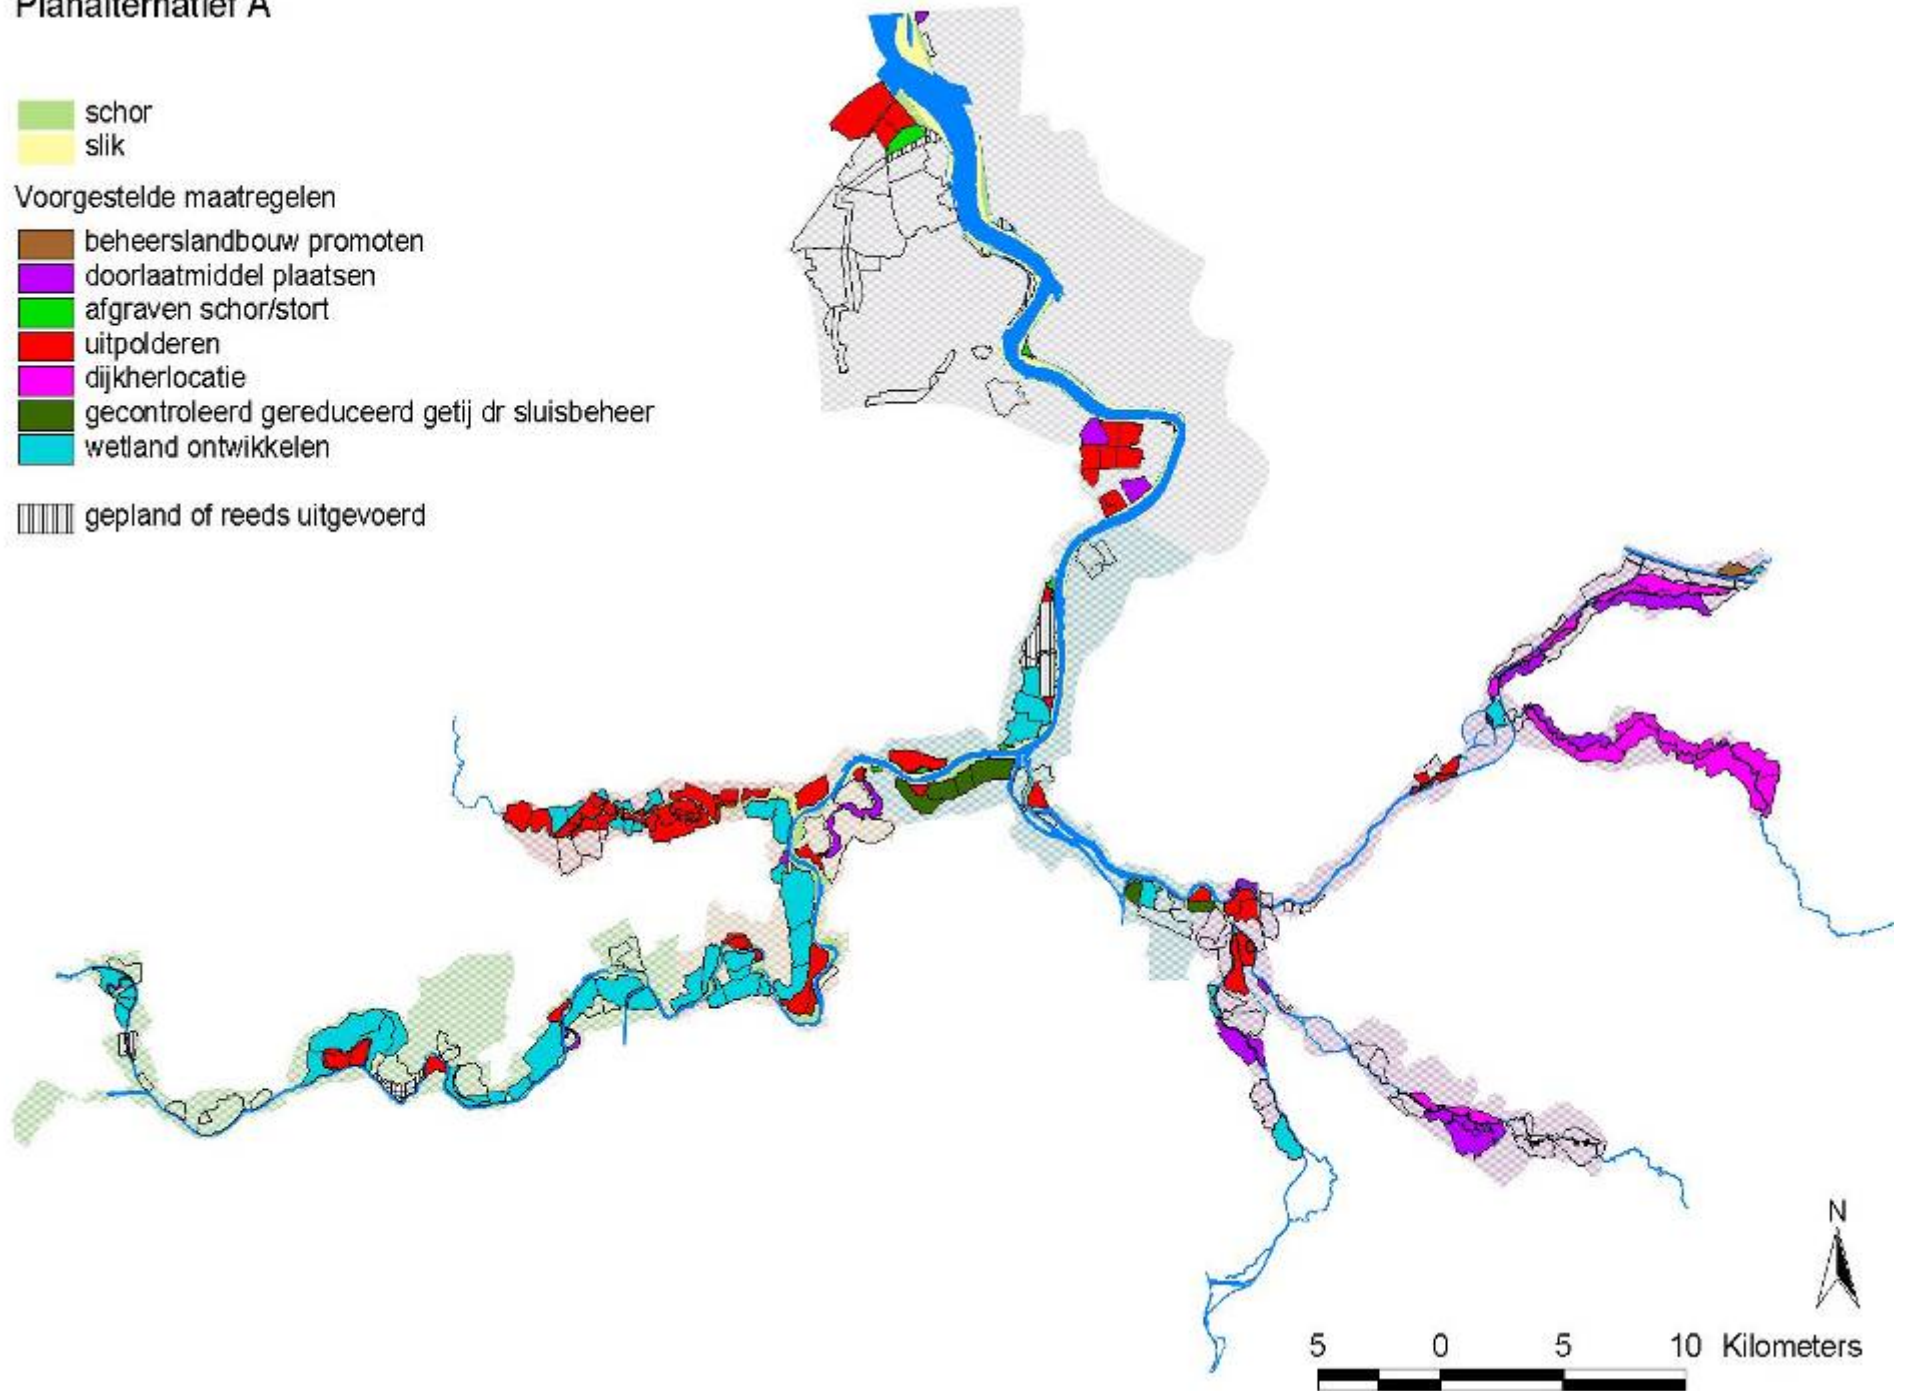 Planalternatief A
schor
slik
Voorgestelde maatregelen
beheerslandbouw promoten
doorlaatmiddel plaatsen
afgraven schor/stort
uitpolderen
dijkherlocatie
gecontroleerd gereduceerd getij dr sluisbeheer
wetland ontwikkelen
gepland of reeds uitgevoerd
N
5 0 5 10 Kilometers